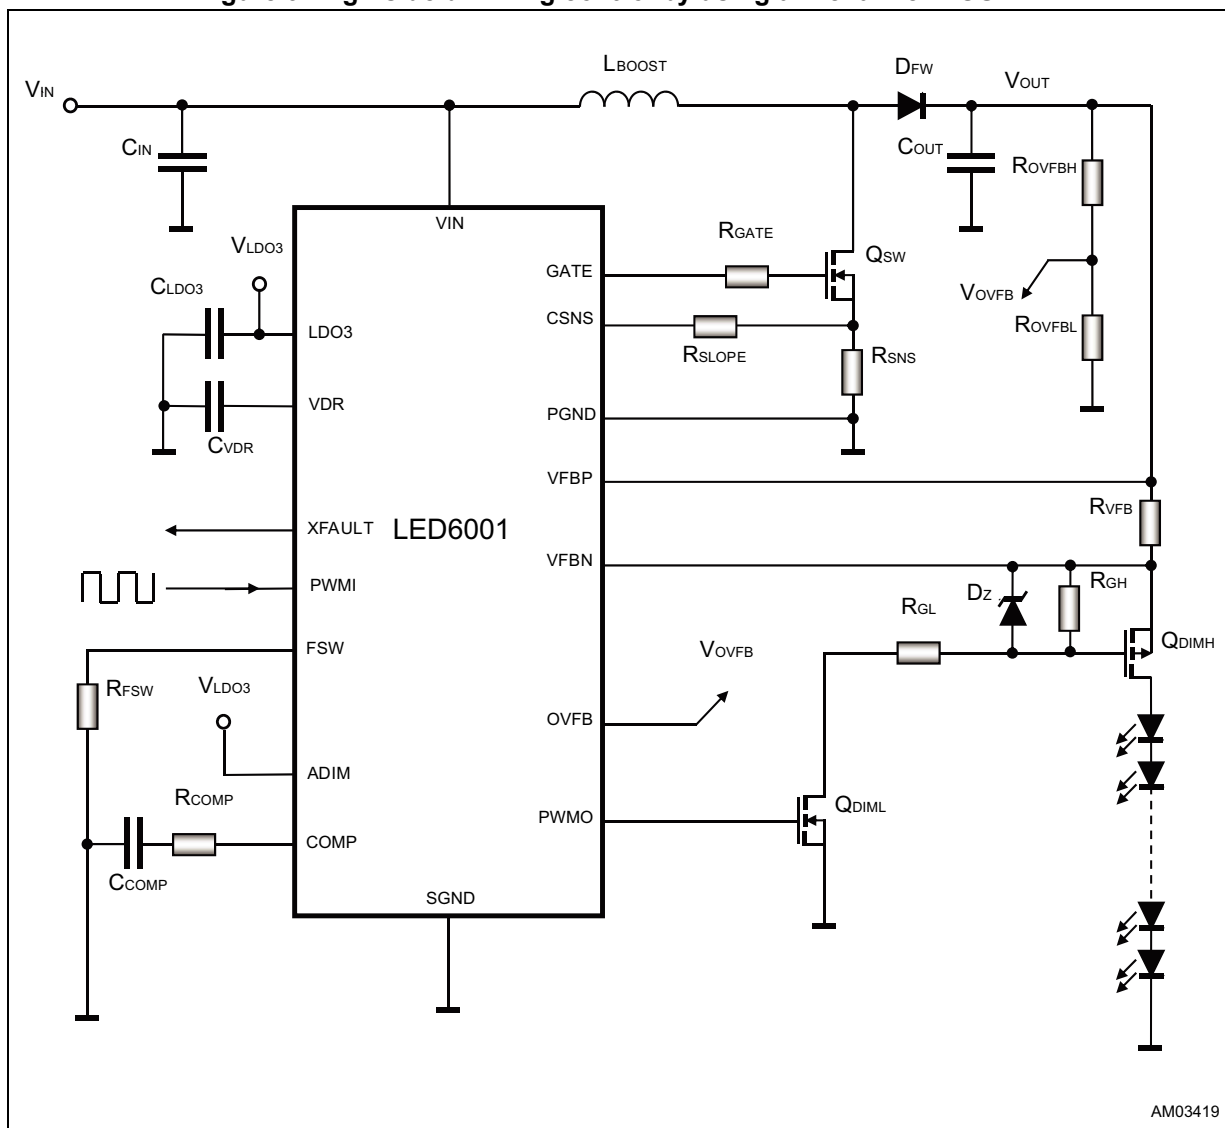 LBOOST
DFW
VOUT
VIN
CIN
COUT
ROVFBH
VIN
VLDO3
RGATE
QSW
GATE
CLDO3
VOVFB
CSNS
LDO3
ROVFBL
RSLOPE
RSNS
VDR
PGND
CVDR
VFBP
RVFB
XFAULT
LED6001
VFBN
PWMI
DZ
RGH
RGL
FSW
QDIMH
VOVFB
RFSW
VLDO3
OVFB
ADIM
RCOMP
QDIML
PWMO
COMP
CCOMP
SGND
AM03419